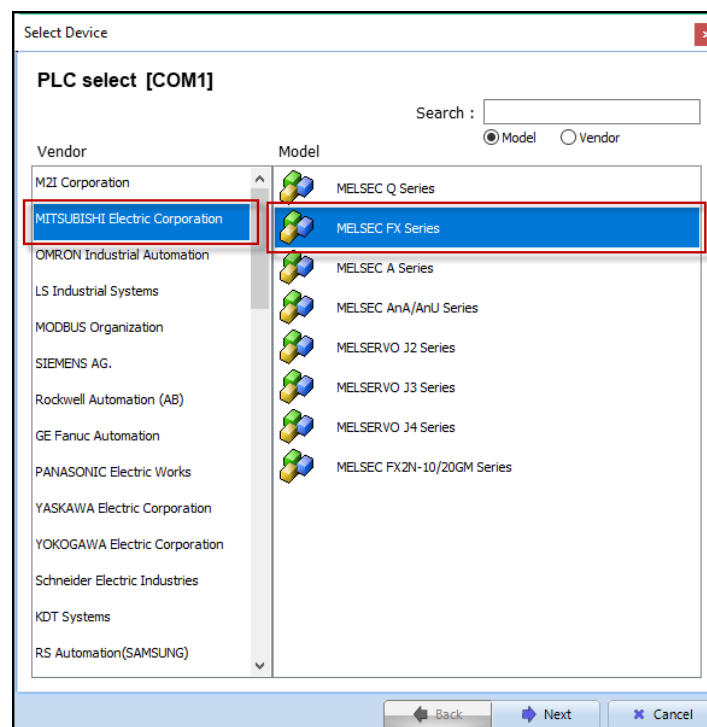 Select Device
PLC select [COM1]
Search :
Model
Vendor
Vendor
Model
M2I Corporation
MITSUBISHI Electric Corporation
OMRON Industrial Automation
LS Industrial Systems
MODBUS Organization
SIEMENS AG.
Rockwell Automation (AB)
GE Fanuc Automation
PANASONIC Electric Works
YASKAWA Electric Corporation
YOKOGAWA Electric Corporation
Schneider Electric Industries
KDT Systems
RS Automation(SAMSUNG)
MELSEC Q Series
MELSEC FX Series
MELSEC A Series
MELSEC AnA/AnU Series
MELSERVO J2 Series
MELSERVO J3 Series
MELSERVO J4 Series
MELSEC FX2N-10/20GM Series
Back
Next
Cancel